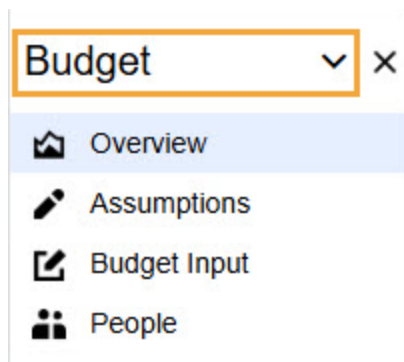 Budget
Overview
Assumptions
Budget Input
People